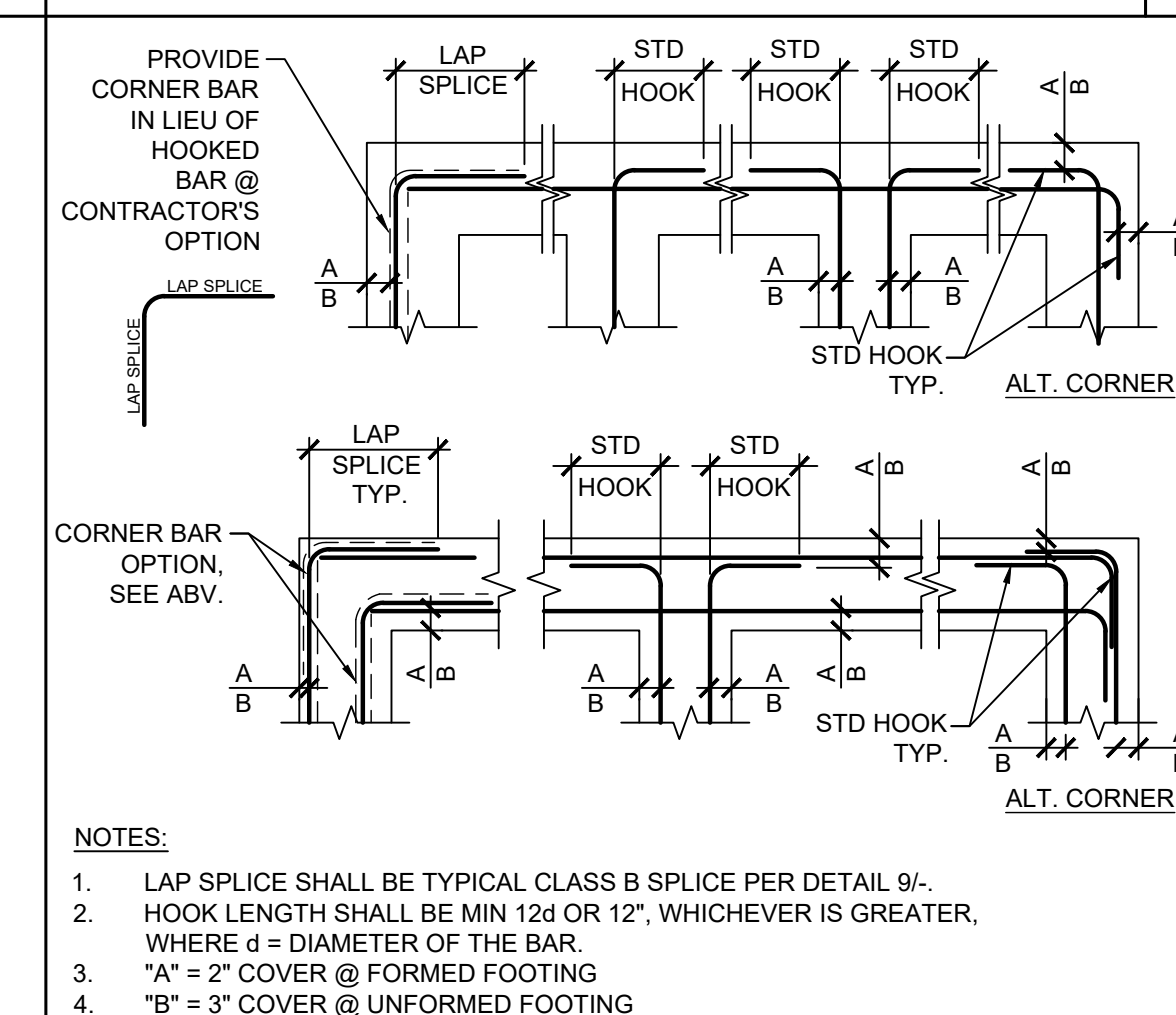 PROVIDE
CORNER BAR
IN LIEU OF
HOOKED
BAR @
CONTRACTOR'S
OPTION
LAP
SPLICE
STD
HOOK
STD
HOOK
STD
HOOK
A
B
A
B
A
B
A
B
LAP SPLICE
LAP SPLICE
STD HOOK
TYP.
ALT. CORNER
LAP
SPLICE
TYP.
STD
HOOK
STD
HOOK
A
B
A
B
CORNER BAR
OPTION,
SEE ABV.
A
B
A
B
A
B
A
B
A
B
STD HOOK
TYP.
A
B
ALT. CORNER
NOTES:
1. LAP SPLICE SHALL BE TYPICAL CLASS B SPLICE PER DETAIL 9/-.
2. HOOK LENGTH SHALL BE MIN 12d OR 12", WHICHEVER IS GREATER,
WHERE d = DIAMETER OF THE BAR.
3. "A" = 2" COVER @ FORMED FOOTING
4. "B" = 3" COVER @ UNFORMED FOOTING